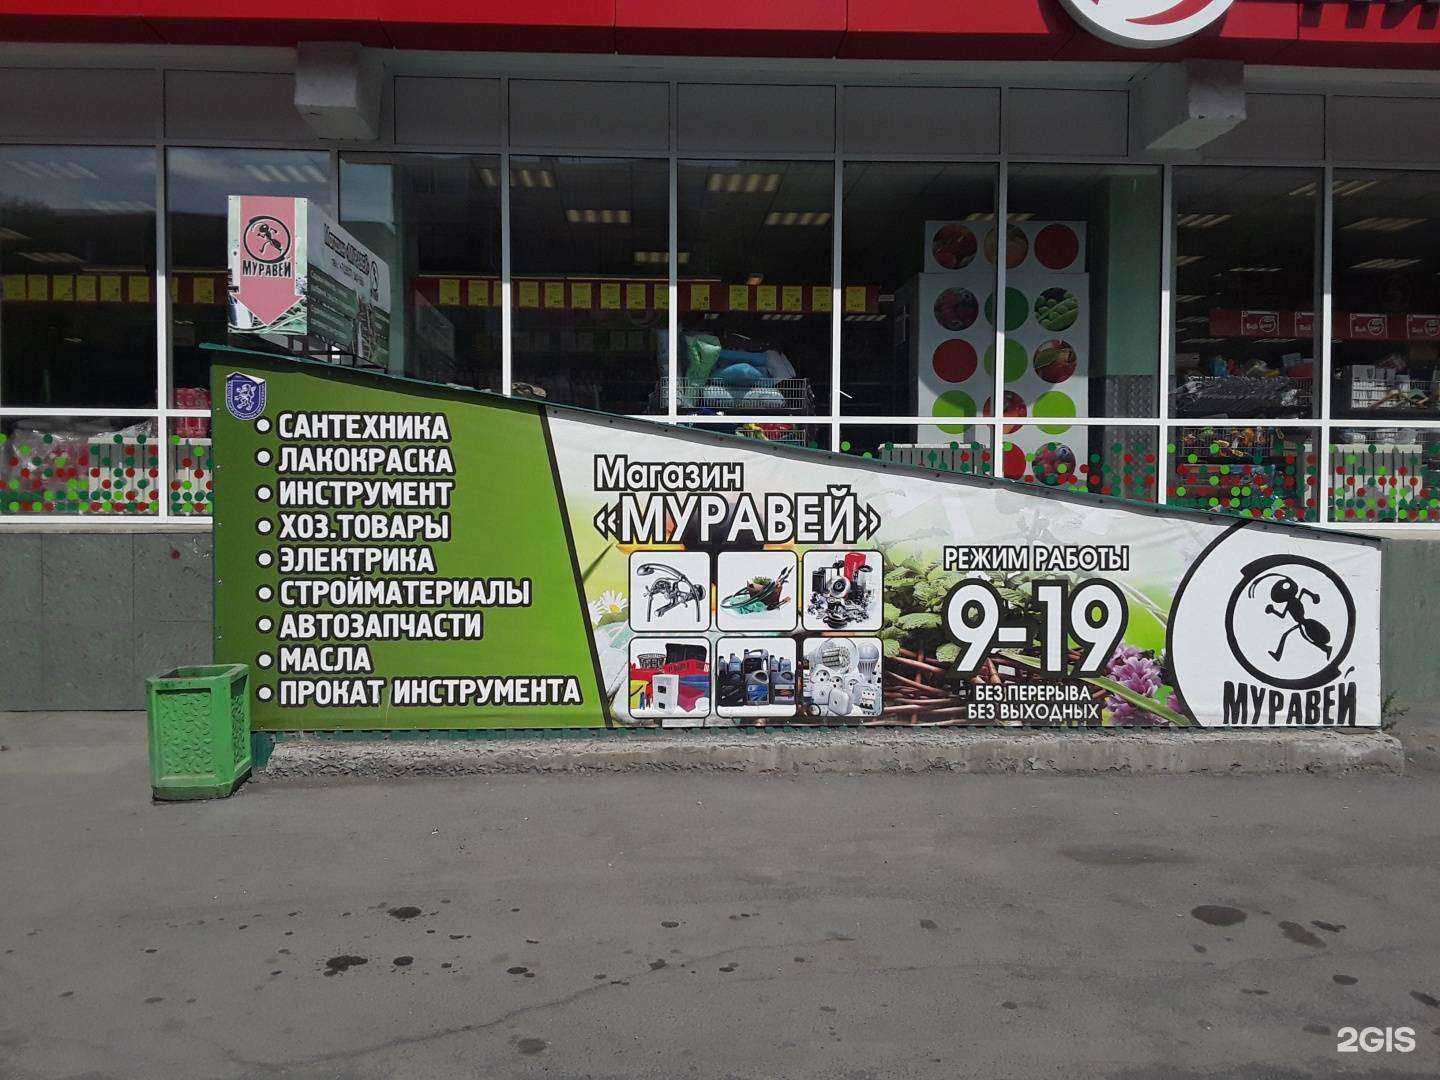 МУРАВЕЙ
• САНТЕХНИКА
• ЛАКОКРАСКА
• ИНСТРУМЕНТ
• ХОЗ.ТОВАРЫ
• ЭЛЕКТРИКА
• СТРОЙМАТЕРИАЛЫ
• АВТОЗАПЧАСТИ
• МАСЛА
• ПРОКАТ ИНСТРУМЕНТА
Магазин
«МУРАВЕЙ»
РЕЖИМ РАБОТЫ
9-19
БЕЗ ПЕРЕРЫВА
БЕЗ ВЫХОДНЫХ
МУРАВЕЙ
2GIS